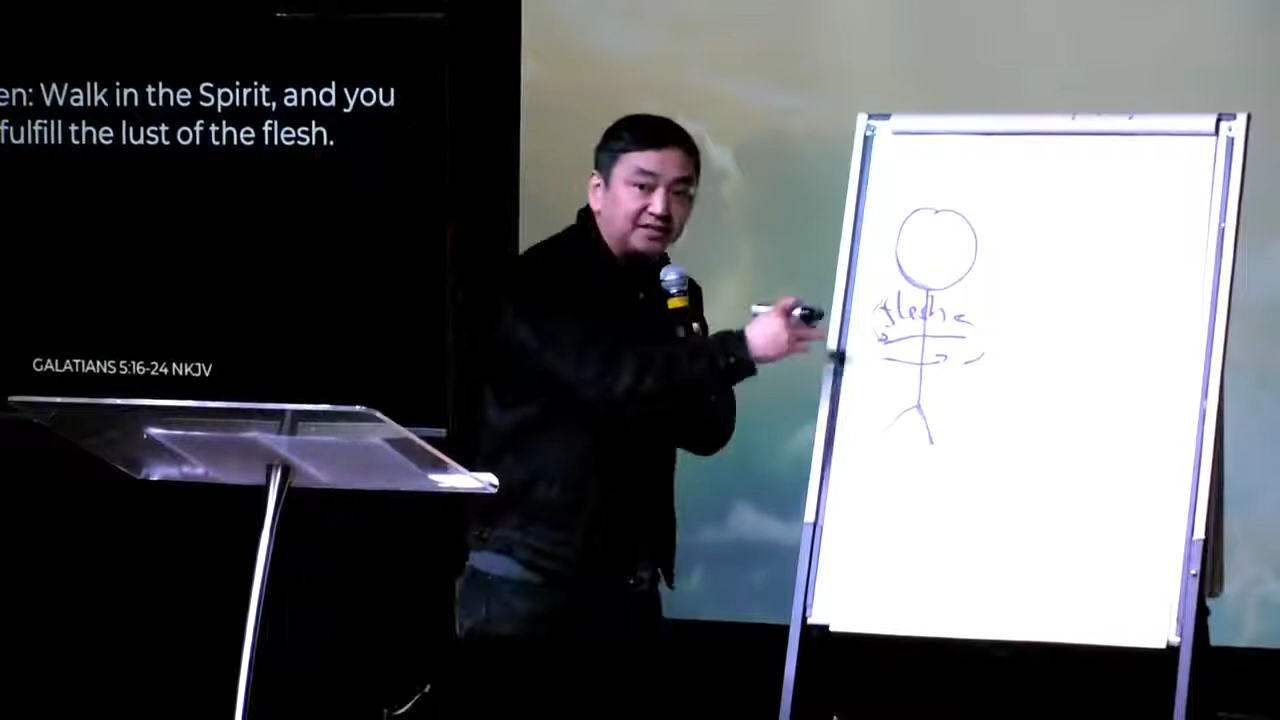 en: Walk in the Spirit, and you
fulfill the lust of the flesh.
GALATIANS 5:16-24 NKJV
flesh